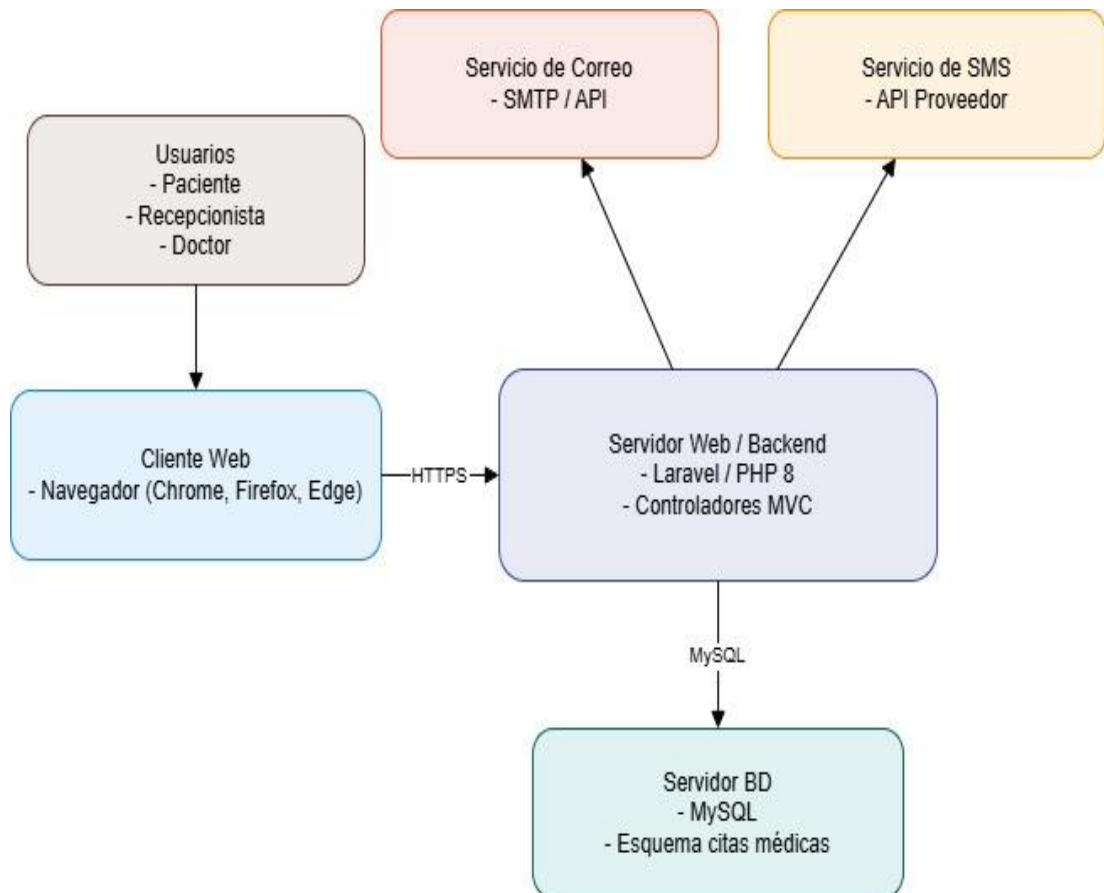 Servicio de Correo
- SMTP / API
Servicio de SMS
- API Proveedor
Usuarios
- Paciente
- Recepcionista
- Doctor
Cliente Web
- Navegador (Chrome, Firefox, Edge)
HTTPS
Servidor Web / Backend
- Laravel / PHP 8
- Controladores MVC
MySQL
Servidor BD
- MySQL
- Esquema citas médicas